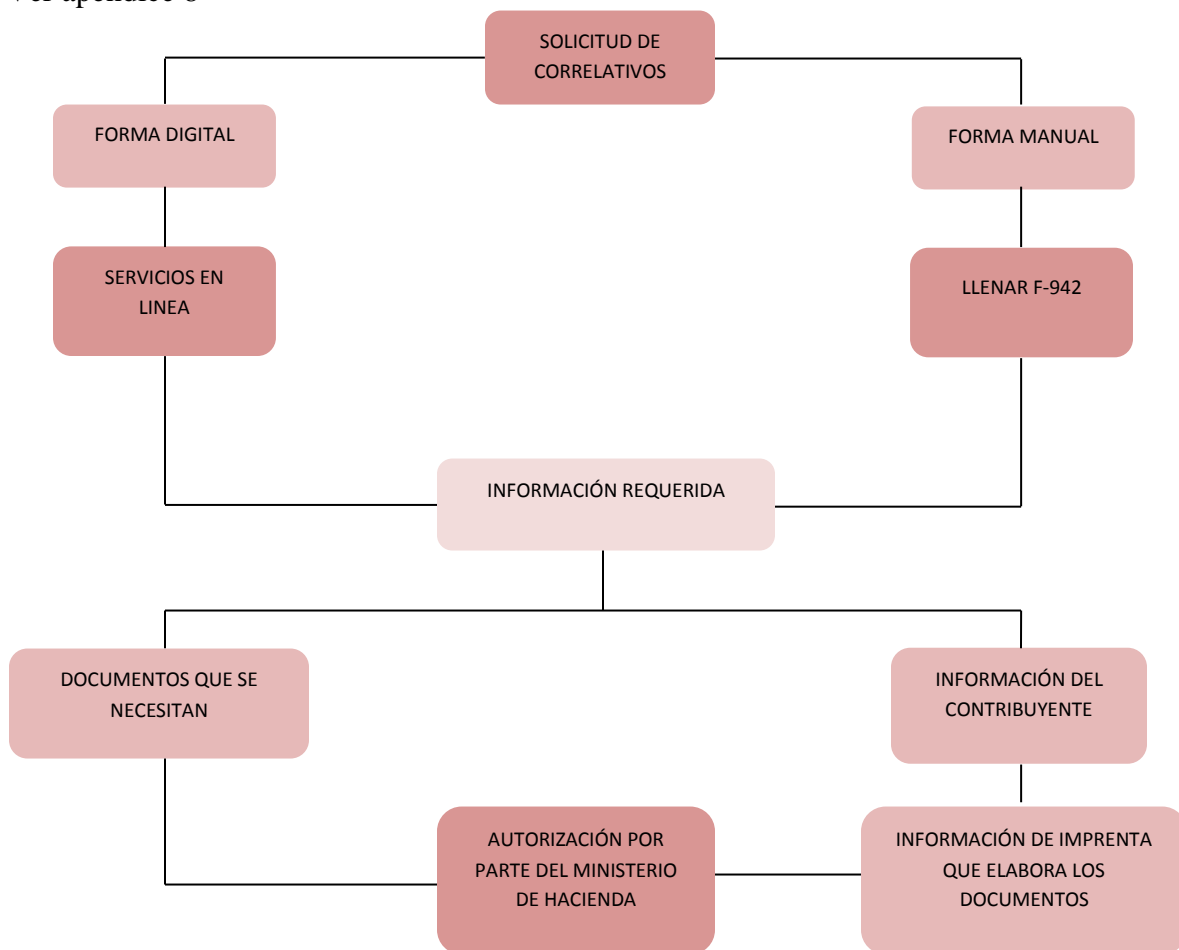 SOLICITUD DE
CORRELATIVOS
FORMA DIGITAL
FORMA MANUAL
SERVICIOS EN
LINEA
LLENAR F-942
INFORMACIÓN REQUERIDA
DOCUMENTOS QUE SE
NECESITAN
INFORMACIÓN DEL
CONTRIBUYENTE
AUTORIZACIÓN POR
PARTE DEL MINISTERIO
DE HACIENDA
INFORMACIÓN DE IMPRENTA
QUE ELABORA LOS
DOCUMENTOS